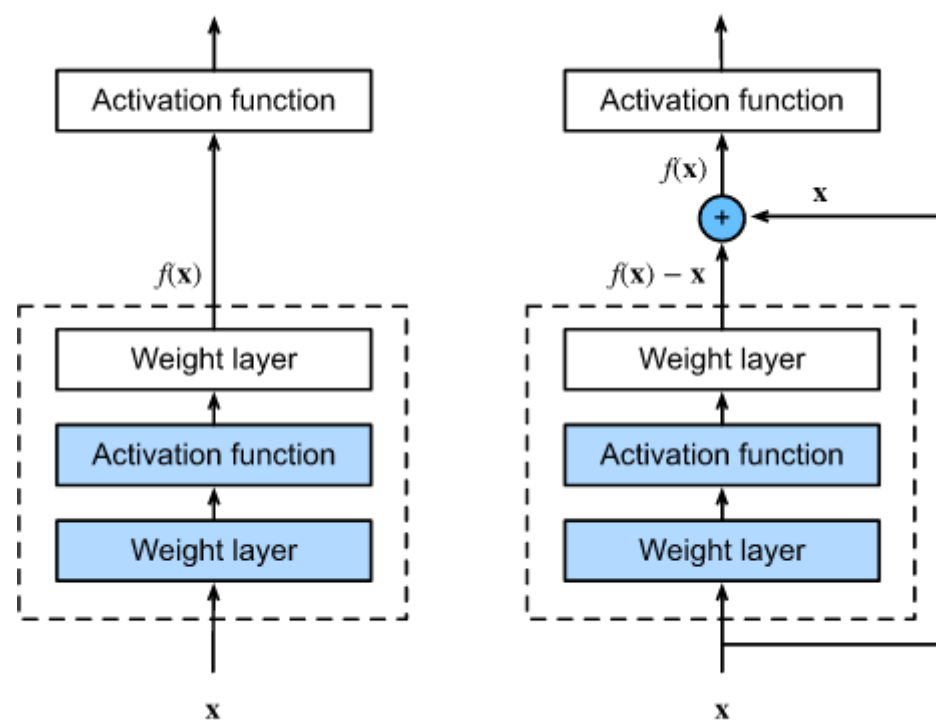 Activation function
f(x)
Weight layer
Activation function
Weight layer
x
Activation function
f(x)
x
+
f(x) − x
Weight layer
Activation function
Weight layer
x